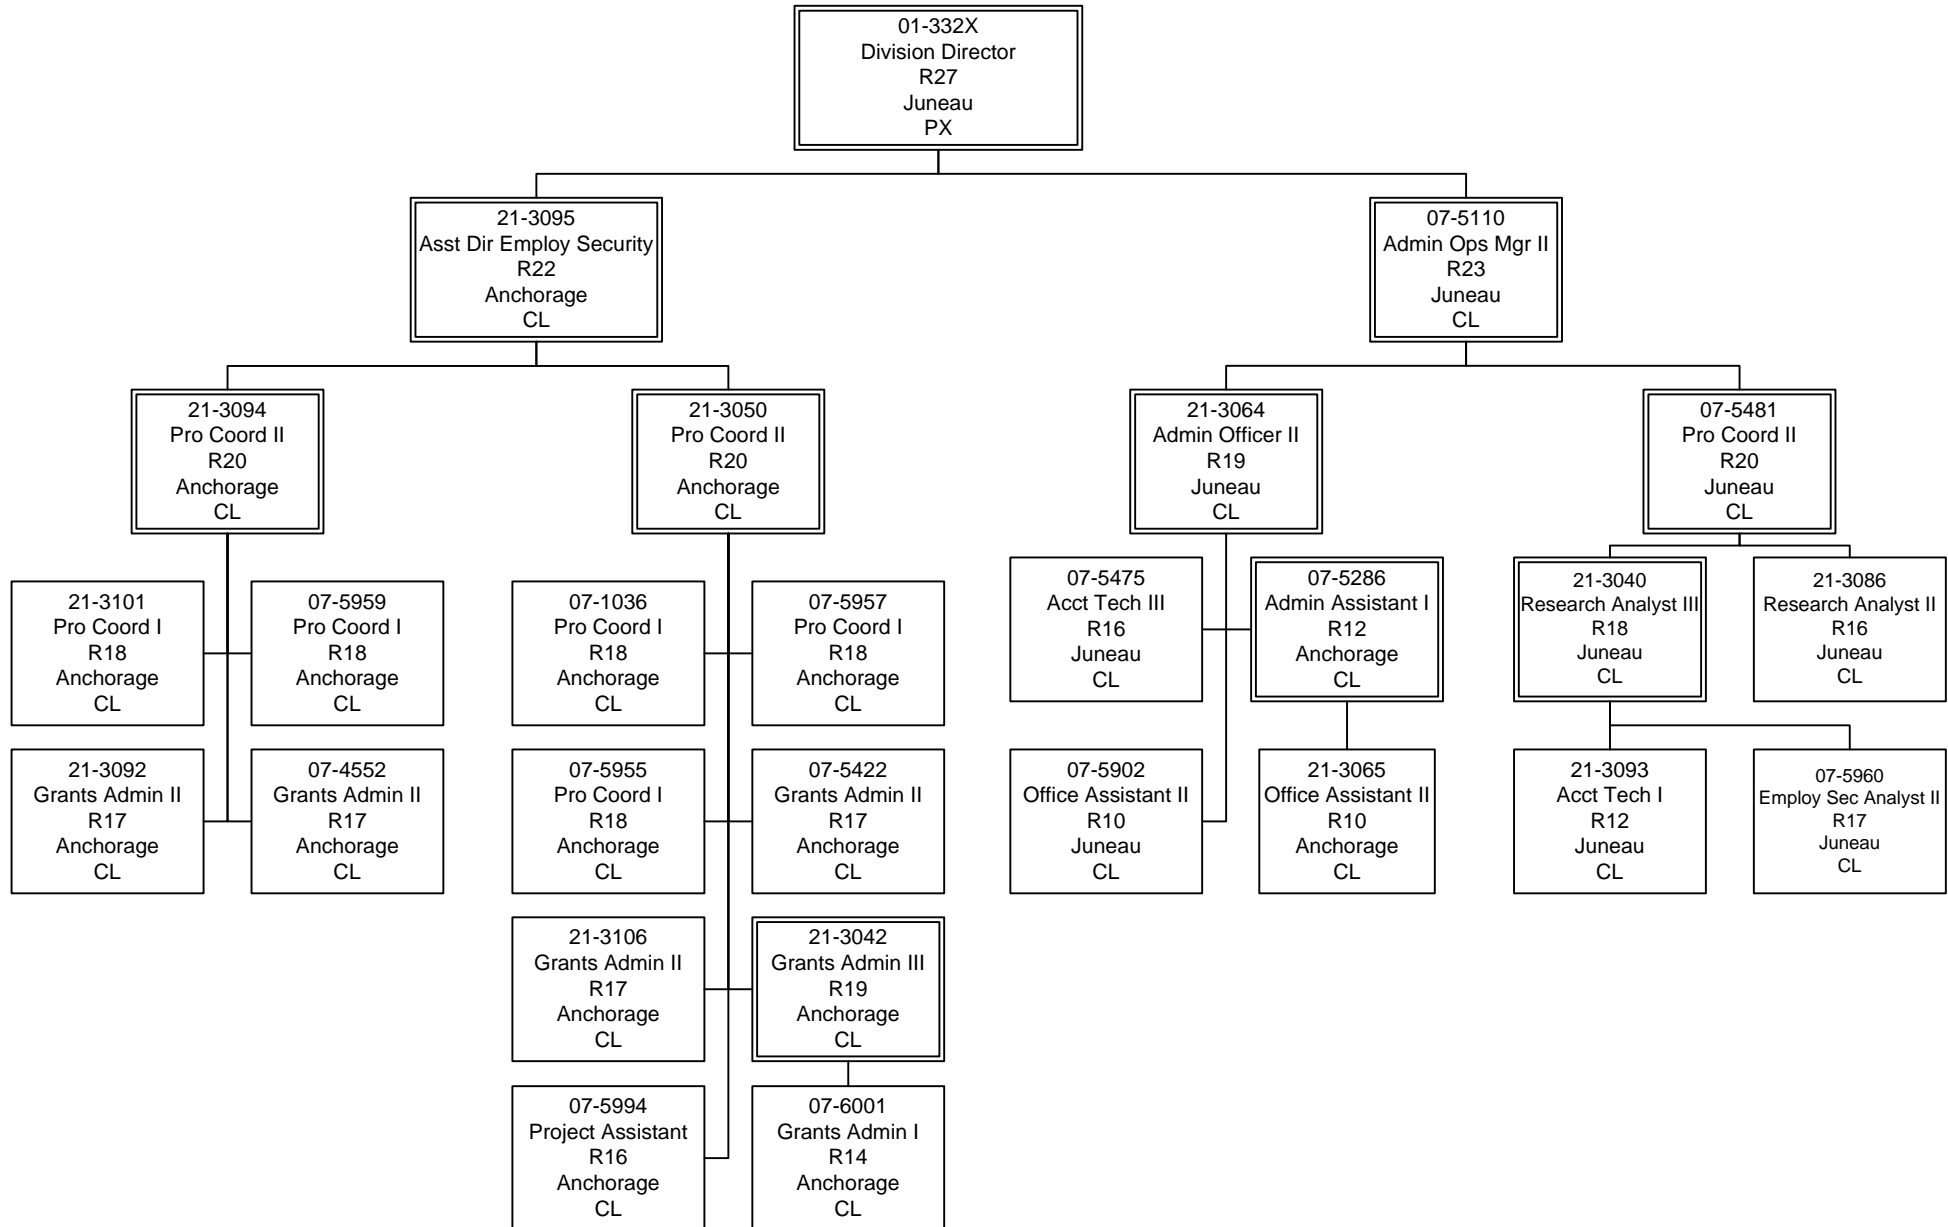 01-332X
Division Director
R27
Juneau
PX
21-3095
Asst Dir Employ Security
R22
Anchorage
CL
07-5110
Admin Ops Mgr II
R23
Juneau
CL
21-3094
Pro Coord II
R20
Anchorage
CL
21-3050
Pro Coord II
R20
Anchorage
CL
21-3064
Admin Officer II
R19
Juneau
CL
07-5481
Pro Coord II
R20
Juneau
CL
21-3101
Pro Coord I
R18
Anchorage
CL
07-5959
Pro Coord I
R18
Anchorage
CL
07-1036
Pro Coord I
R18
Anchorage
CL
07-5957
Pro Coord I
R18
Anchorage
CL
07-5475
Acct Tech III
R16
Juneau
CL
07-5286
Admin Assistant I
R12
Anchorage
CL
21-3040
Research Analyst III
R18
Juneau
CL
21-3086
Research Analyst II
R16
Juneau
CL
21-3092
Grants Admin II
R17
Anchorage
CL
07-4552
Grants Admin II
R17
Anchorage
CL
07-5955
Pro Coord I
R18
Anchorage
CL
07-5422
Grants Admin II
R17
Anchorage
CL
07-5902
Office Assistant II
R10
Juneau
CL
21-3065
Office Assistant II
R10
Anchorage
CL
21-3093
Acct Tech I
R12
Juneau
CL
07-5960
Employ Sec Analyst II
R17
Juneau
CL
21-3106
Grants Admin II
R17
Anchorage
CL
21-3042
Grants Admin III
R19
Anchorage
CL
07-5994
Project Assistant
R16
Anchorage
CL
07-6001
Grants Admin I
R14
Anchorage
CL